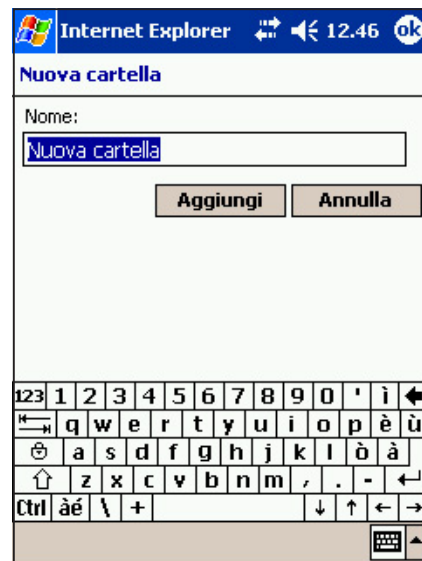 Internet Explorer 12.46 ok
Nuova cartella
Nome:
Nuova cartella
Aggiungi Annulla
123 1 2 3 4 5 6 7 8 9 0 ' ì
q w e r t y u i o p è ù
a s d f g h j k l ò à
z x c v b n m , . -
Ctrl àé \ + ↓ ↑ ← →